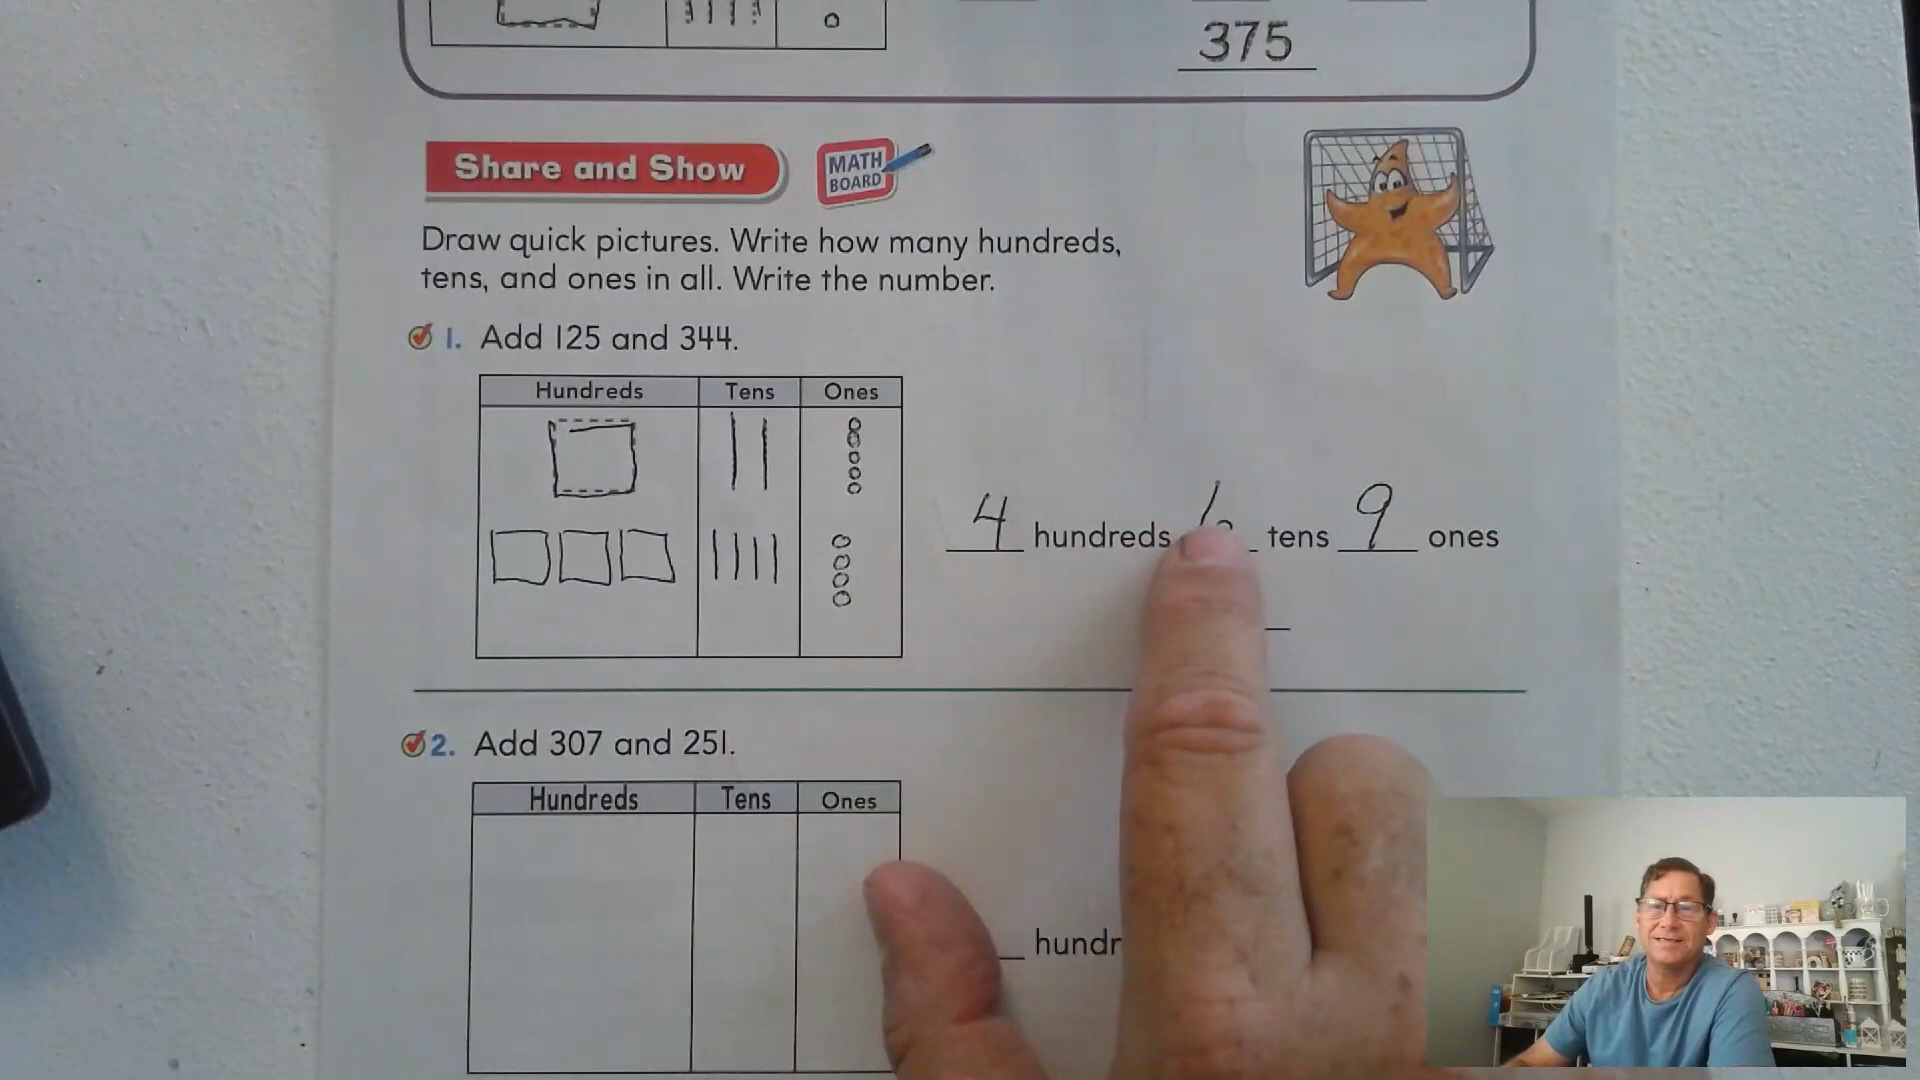 375
Share and Show
MATH
BOARD
Draw quick pictures. Write how many hundreds,
tens, and ones in all. Write the number.
1. Add 125 and 344.
Hundreds Tens Ones
4 hundreds 6 tens 9 ones
2. Add 307 and 251.
Hundreds Tens Ones